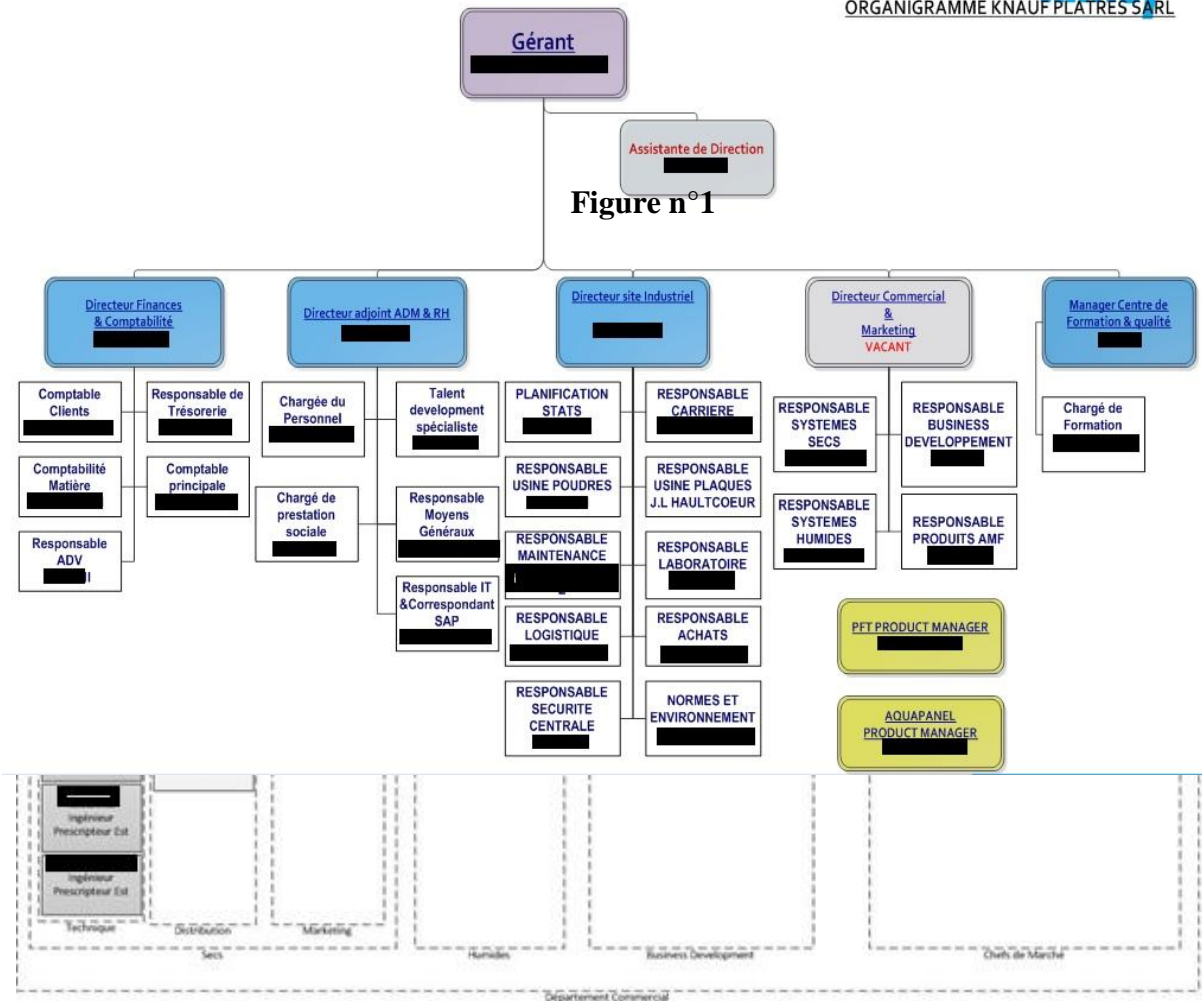 ORGANIGRAMME KNAUF PLATRES SARL
Gérant
Assistante de Direction
Figure n°1
Directeur Finances
& Comptabilité
Directeur adjoint ADM & RH
Directeur site Industriel
Directeur Commercial
&
Marketing
VACANT
Manager Centre de
Formation & qualité
Comptable
Clients
Responsable de
Trésorerie
Comptabilité
Matière
Comptable
principale
Responsable
ADV
Chargée du
Personnel
Talent
development
spécialiste
Chargé de
prestation
sociale
Responsable
Moyens
Généraux
Responsable IT
&Correspondant
SAP
PLANIFICATION
STATS
RESPONSABLE
CARRIERE
RESPONSABLE
USINE POUDRES
RESPONSABLE
USINE PLAQUES
J.L HAULTCOEUR
RESPONSABLE
MAINTENANCE
RESPONSABLE
LABORATOIRE
RESPONSABLE
LOGISTIQUE
RESPONSABLE
ACHATS
RESPONSABLE
SECURITE
CENTRALE
NORMES ET
ENVIRONNEMENT
RESPONSABLE
SYSTEMES
SECS
RESPONSABLE
BUSINESS
DEVELOPPEMENT
RESPONSABLE
SYSTEMES
HUMIDES
RESPONSABLE
PRODUITS AMF
Chargé de
Formation
PFT PRODUCT MANAGER
AQUAPANEL
PRODUCT MANAGER
Ingénieur
Prescripteur Est
Ingénieur
Prescripteur Est
Technique
Distribution
Marketing
Secs
Humides
Business Development
Chefs de Marché
Département Commercial